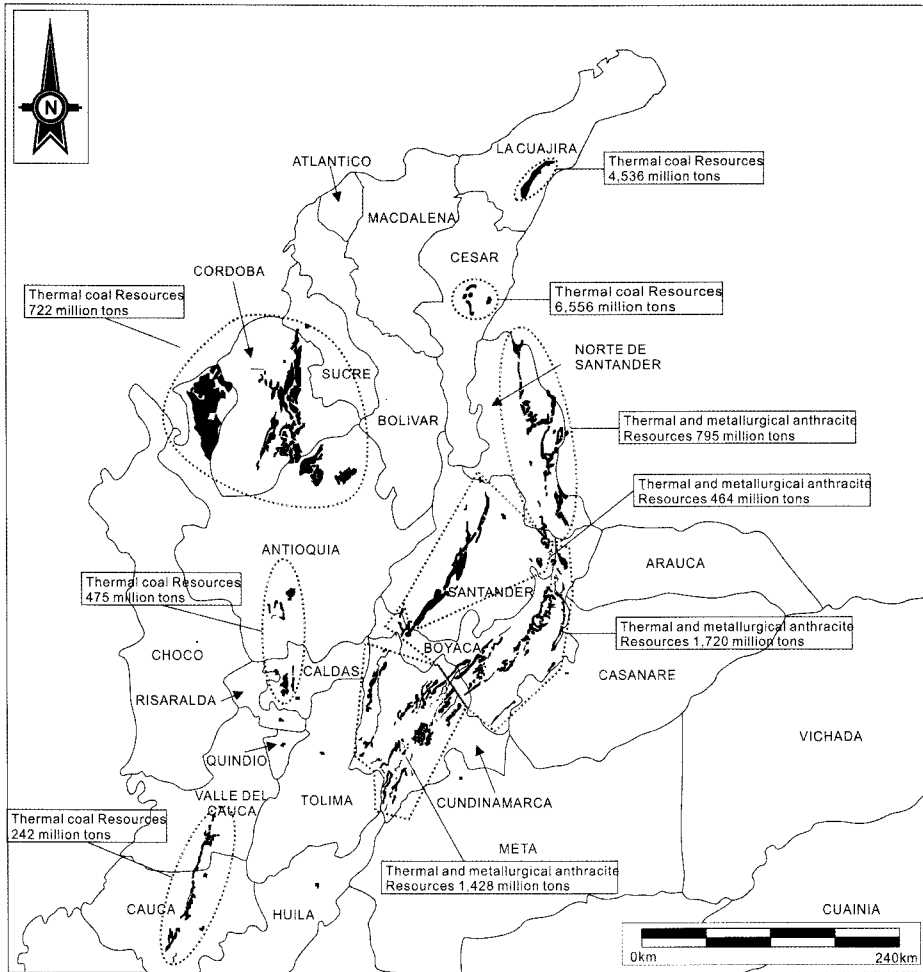 N
LA CUAJIRA
Thermal coal Resources
4,536 million tons
ATLANTICO
MACDALENA
CESAR
CORDOBA
Thermal coal Resources
722 million tons
Thermal coal Resources
6,556 million tons
NORTE DE
SANTANDER
SUCRE
BOLIVAR
Thermal and metallurgical anthracite
Resources 795 million tons
Thermal and metallurgical anthracite
Resources 464 million tons
ANTIOQUIA
ARAUCA
Thermal coal Resources
475 million tons
SANTANDER
Thermal and metallurgical anthracite
Resources 1,720 million tons
BOYACA
CHOCO
CALDAS
CASANARE
RISARALDA
VICHADA
QUINDIO
VALLE DEL
CAUCA
TOLIMA
CUNDINAMARCA
Thermal coal Resources
242 million tons
META
Thermal and metallurgical anthracite
Resources 1,428 million tons
CAUCA
HUILA
CUAINIA
0km
240km